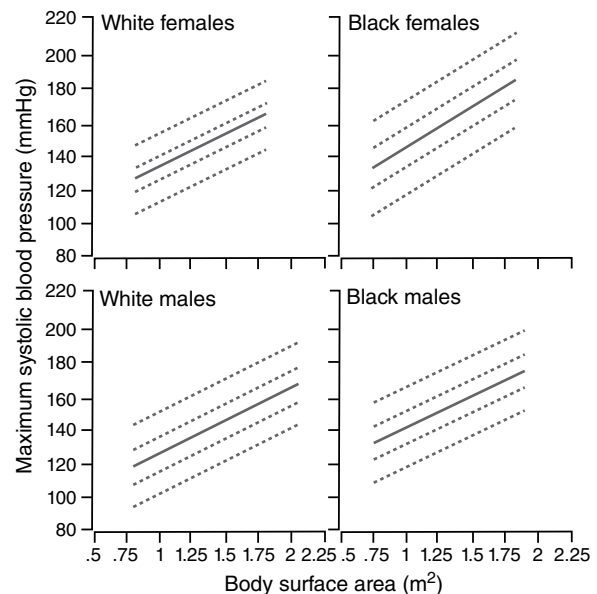 Maximum systolic blood pressure (mmHg)
White females
Black females
220
200
180
160
140
120
100
80
White males
Black males
220
200
180
160
140
120
100
80
.5 .75 1 1.25 1.5 1.75 2 2.25 .75 1 1.25 1.5 1.75 2 2.25
Body surface area (m²)